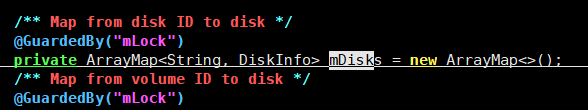 /** Map from disk ID to disk */
@GuardedBy("mLock")
private ArrayMap<String, DiskInfo> mDisks = new ArrayMap<>();
/** Map from volume ID to disk */
@GuardedBy("mLock")